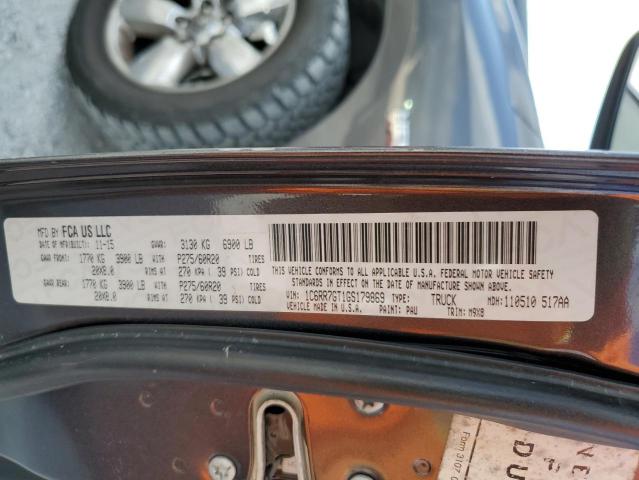 MFD BY FCA US LLC
DATE OF MFR(BUILT): 11-15 GVWR: 3130 KG 6900 LB
GAWR FRONT: 1770 KG 3900 LB WITH P275/60R20 TIRES
20X8.0 RIMS AT 270 KPA ( 39 PSI) COLD
GAWR REAR: 1770 KG 3900 LB WITH P275/60R20 TIRES
20X8.0 RIMS AT 270 KPA ( 39 PSI) COLD
THIS VEHICLE CONFORMS TO ALL APPLICABLE U.S.A. FEDERAL MOTOR VEHICLE SAFETY
STANDARDS IN EFFECT ON THE DATE OF
MANUFACTURE SHOWN ABOVE.
VIN: 1C6RR7GT1GS179869 TYPE: TRUCK MDH:110510 517AA
VEHICLE MADE IN U.S.A. PAINT: PAU TRIM: M9X8
Form 3107
DU